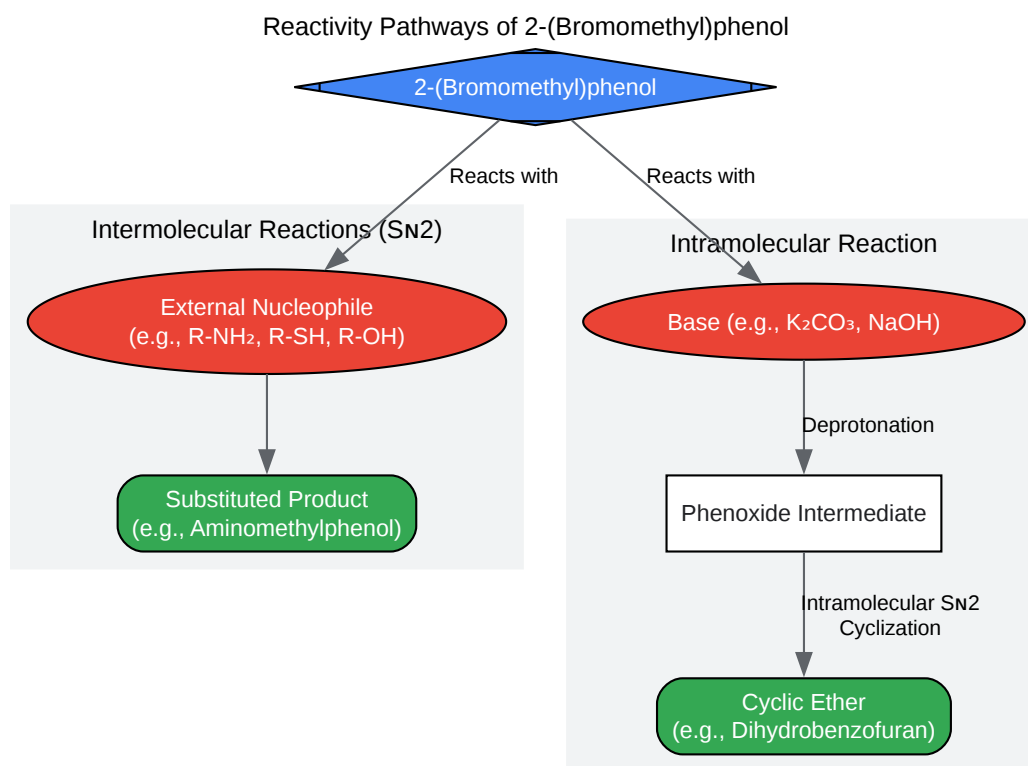 Reactivity Pathways of 2-(Bromomethyl)phenol
2-(Bromomethyl)phenol
Reacts with
Reacts with
Intermolecular Reactions (Sɴ2)
External Nucleophile
(e.g., R-NH₂, R-SH, R-OH)
Substituted Product
(e.g., Aminomethylphenol)
Intramolecular Reaction
Base (e.g., K₂CO₃, NaOH)
Deprotonation
Phenoxide Intermediate
Intramolecular Sɴ2
Cyclization
Cyclic Ether
(e.g., Dihydrobenzofuran)